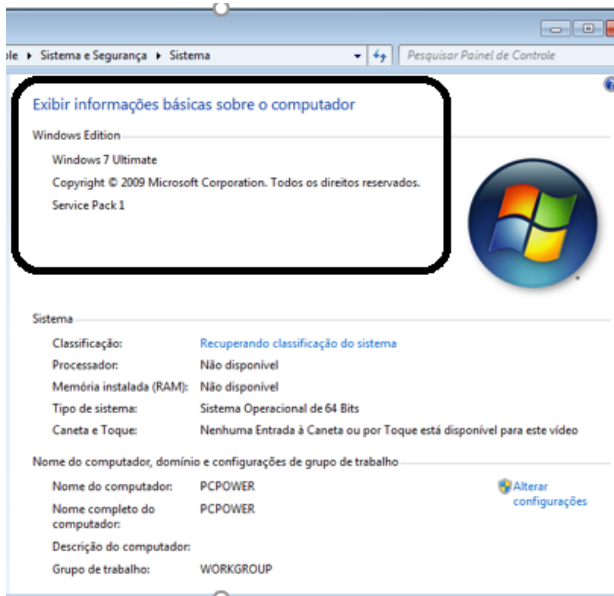 ole ▸ Sistema e Segurança ▸ Sistema
Pesquisar Painel de Controle
Exibir informações básicas sobre o computador
Windows Edition
Windows 7 Ultimate
Copyright © 2009 Microsoft Corporation. Todos os direitos reservados.
Service Pack 1
Sistema
Classificação: Recuperando classificação do sistema
Processador: Não disponível
Memória instalada (RAM): Não disponível
Tipo de sistema: Sistema Operacional de 64 Bits
Caneta e Toque: Nenhuma Entrada à Caneta ou por Toque está disponível para este vídeo
Nome do computador, domínio e configurações de grupo de trabalho
Nome do computador: PCPOWER
Alterar
configurações
Nome completo do
computador: PCPOWER
Descrição do computador:
Grupo de trabalho: WORKGROUP